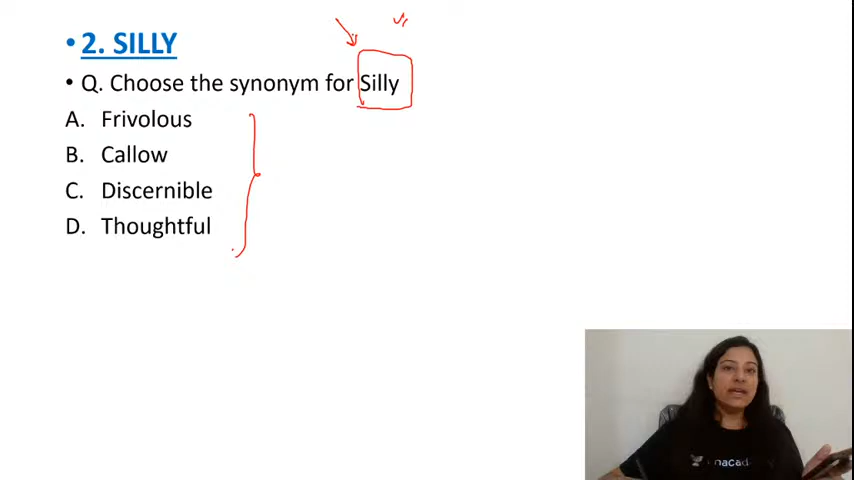 • 2. SILLY
• Q. Choose the synonym for Silly
A. Frivolous
B. Callow
C. Discernible
D. Thoughtful